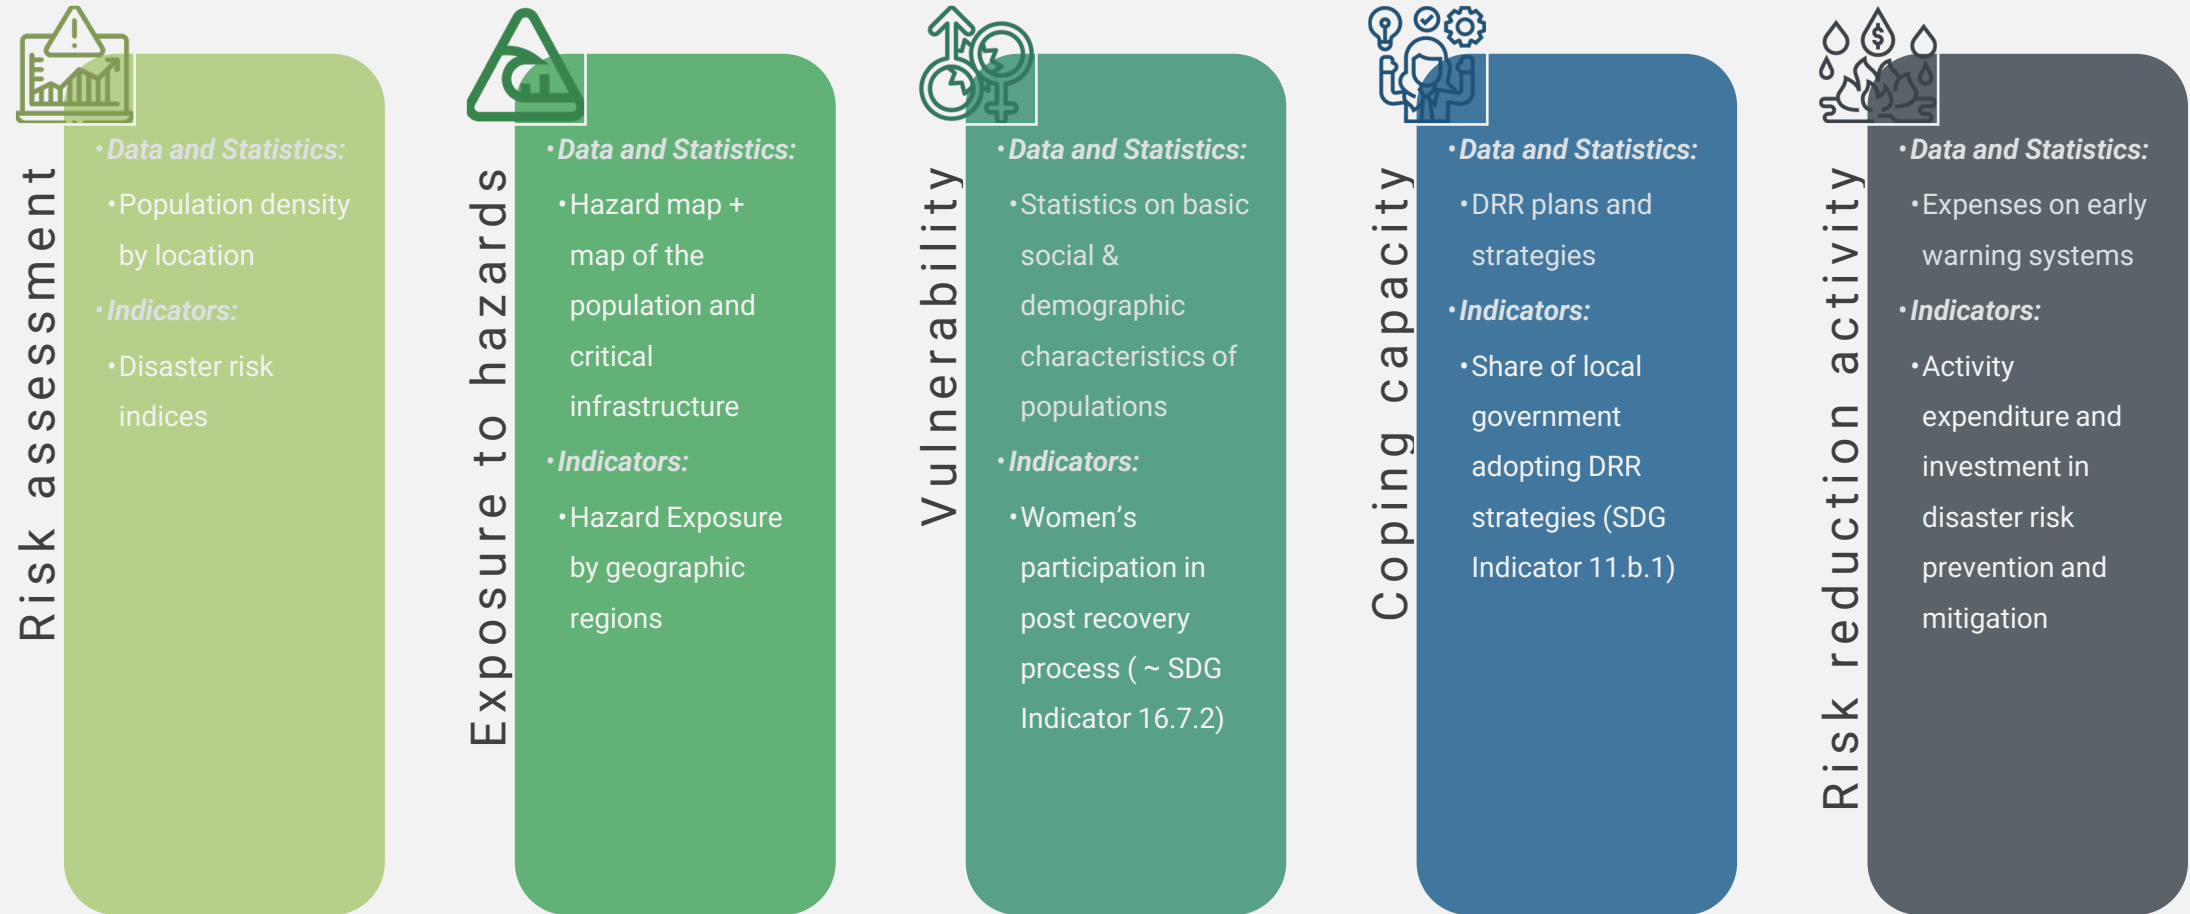 Risk assessment
• Data and Statistics:
• Population density
by location
• Indicators:
• Disaster risk
indices
Exposure to hazards
• Data and Statistics:
• Hazard map +
map of the
population and
critical
infrastructure
• Indicators:
• Hazard Exposure
by geographic
regions
Vulnerability
• Data and Statistics:
• Statistics on basic
social &
demographic
characteristics of
populations
• Indicators:
• Women’s
participation in
post recovery
process ( ~ SDG
Indicator 16.7.2)
Coping capacity
• Data and Statistics:
• DRR plans and
strategies
• Indicators:
• Share of local
government
adopting DRR
strategies (SDG
Indicator 11.b.1)
Risk reduction activity
• Data and Statistics:
• Expenses on early
warning systems
• Indicators:
• Activity
expenditure and
investment in
disaster risk
prevention and
mitigation